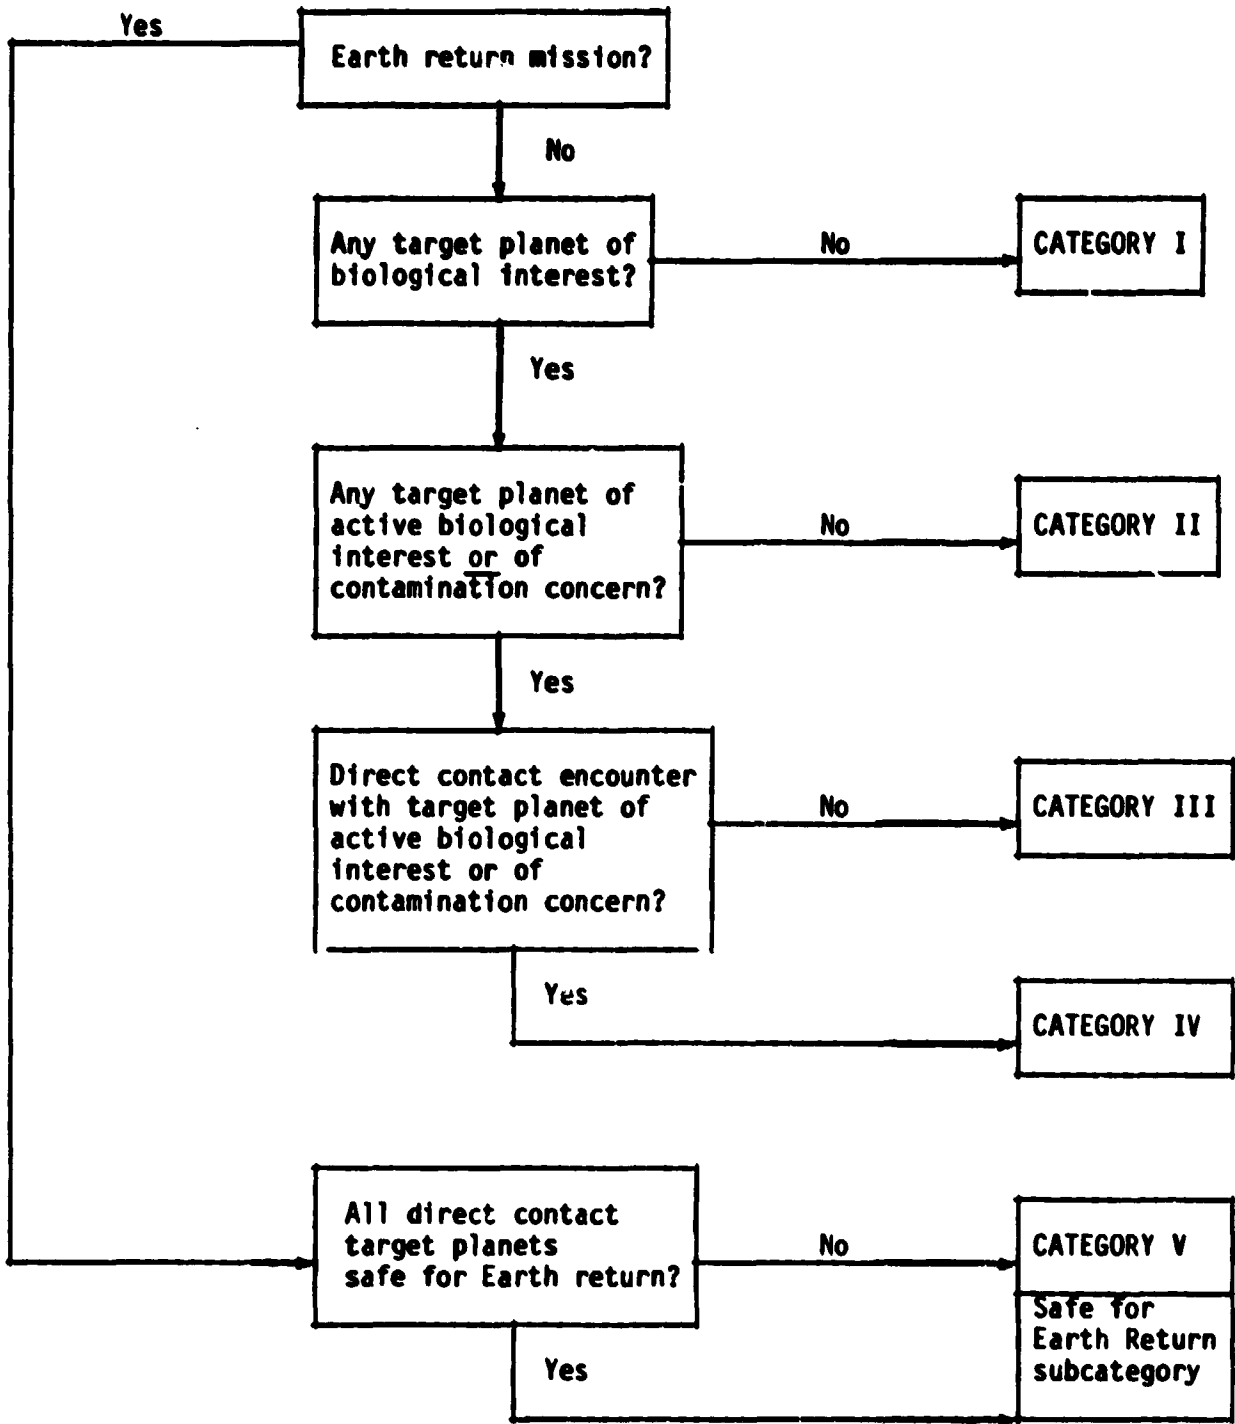 Yes
Earth return mission?
No
Any target planet of
biological interest?
No
CATEGORY I
Yes
Any target planet of
active biological
interest or of
contamination concern?
No
CATEGORY II
Yes
Direct contact encounter
with target planet of
active biological
interest or of
contamination concern?
No
CATEGORY III
Yes
CATEGORY IV
All direct contact
target planets
safe for Earth return?
No
CATEGORY V
Safe for
Earth Return
subcategory
Yes